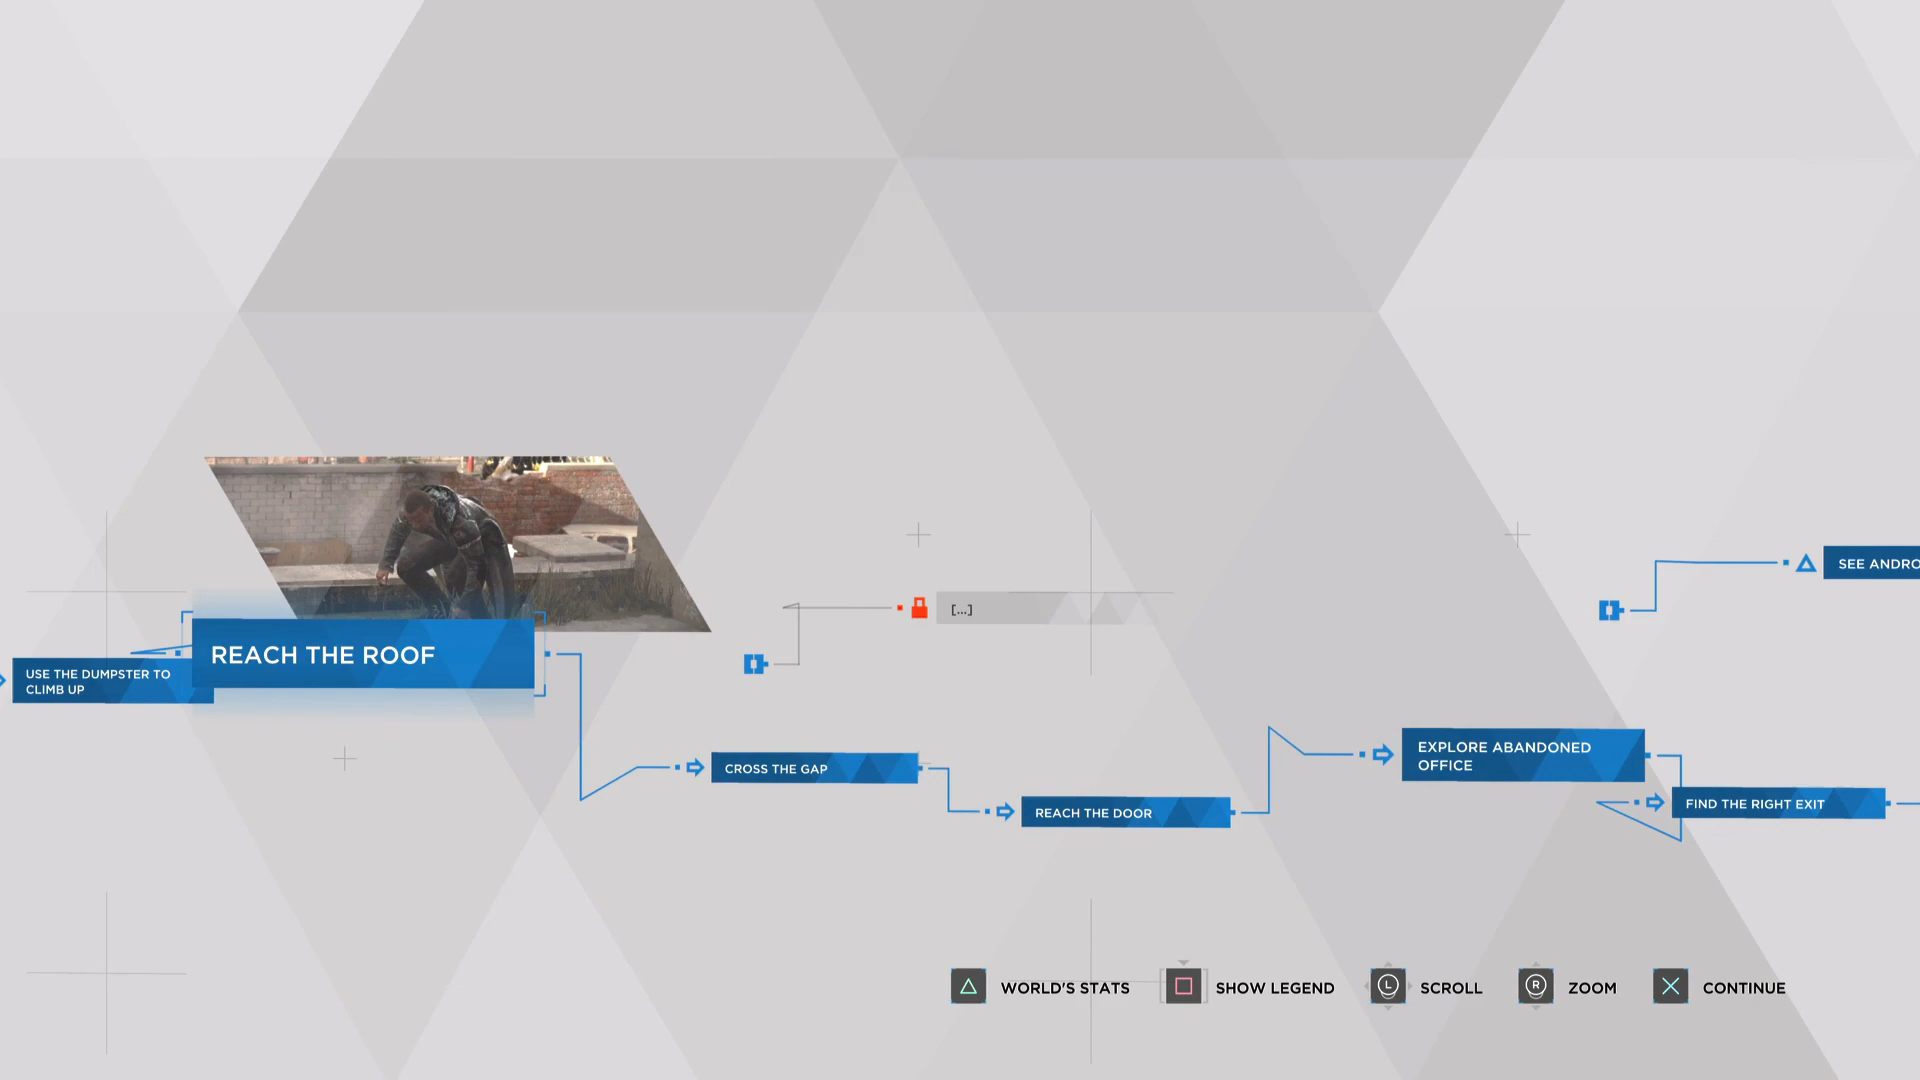 SEE ANDRO
[...]
REACH THE ROOF
USE THE DUMPSTER TO
CLIMB UP
CROSS THE GAP
REACH THE DOOR
EXPLORE ABANDONED
OFFICE
FIND THE RIGHT EXIT
WORLD'S STATS
SHOW LEGEND
L
SCROLL
R
ZOOM
CONTINUE